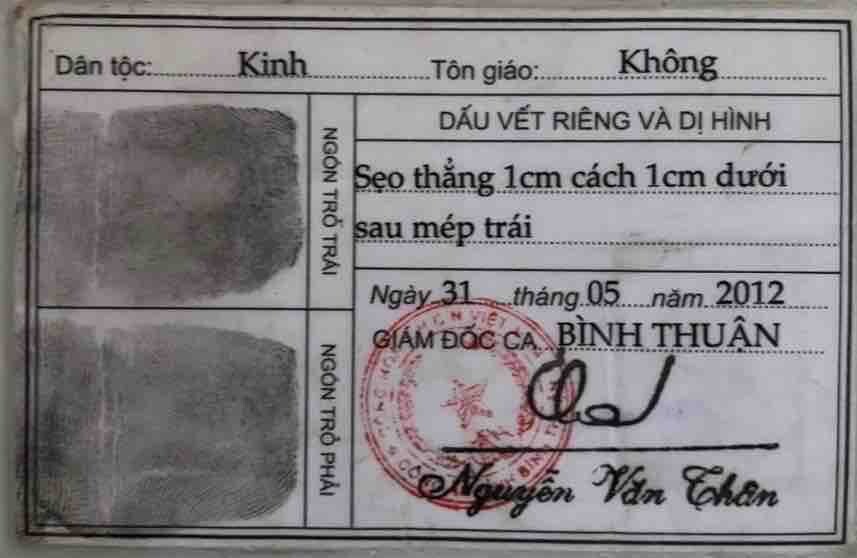 Dân tộc: Kinh Tôn giáo: Không
NGÓN TRỎ TRÁI
DẤU VẾT RIÊNG VÀ DỊ HÌNH
Sẹo thẳng 1cm cách 1cm dưới
sau mép trái
Ngày 31 tháng 05 năm 2012
GIÁM ĐỐC CA. BÌNH THUẬN
NGÓN TRỎ PHẢI
Nguyễn Văn Thân